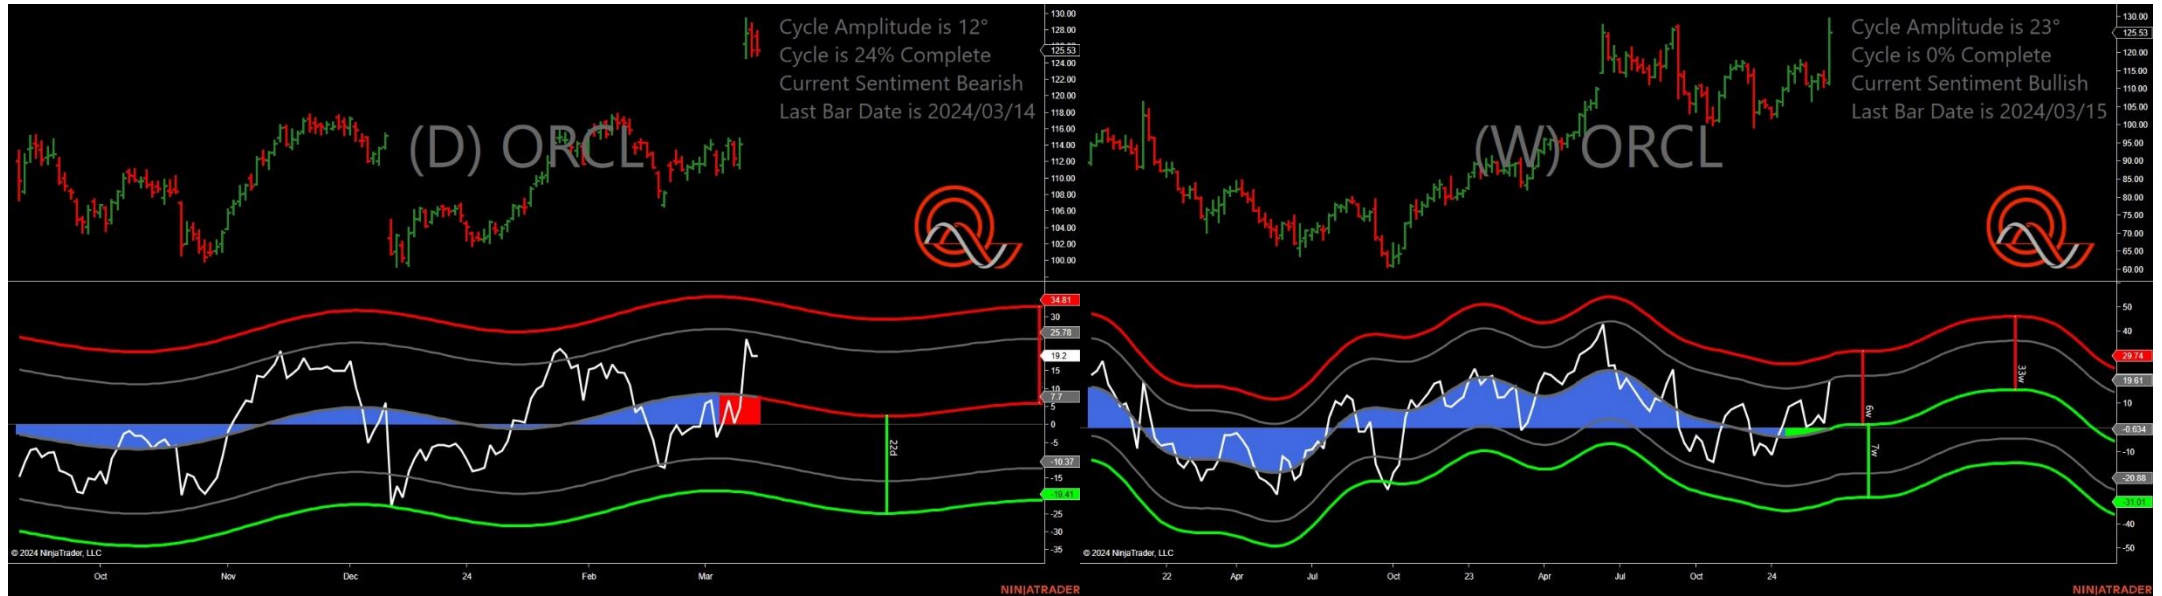 130.00
128.00
125.53
124.00
122.00
120.00
118.00
116.00
114.00
112.00
110.00
108.00
106.00
104.00
102.00
100.00
Cycle Amplitude is 12°
Cycle is 24% Complete
Current Sentiment Bearish
Last Bar Date is 2024/03/14
(D) ORCL
34.81
30
25.78
19.2
15
10
7.7
5
0
-5
-10.37
-15
-19.41
-25
-30
-35
22d
© 2024 NinjaTrader, LLC
Oct Nov Dec 24 Feb Mar
NINJATRADER
130.00
125.53
120.00
115.00
110.00
105.00
100.00
95.00
90.00
85.00
80.00
75.00
70.00
65.00
60.00
Cycle Amplitude is 23°
Cycle is 0% Complete
Current Sentiment Bullish
Last Bar Date is 2024/03/15
(W) ORCL
50
40
29.74
19.61
10
-0.634
-10
-20.88
-31.01
-40
-50
6w
7w
33w
© 2024 NinjaTrader, LLC
22 Apr Jul Oct 23 Apr Jul Oct 24
NINJATRADER